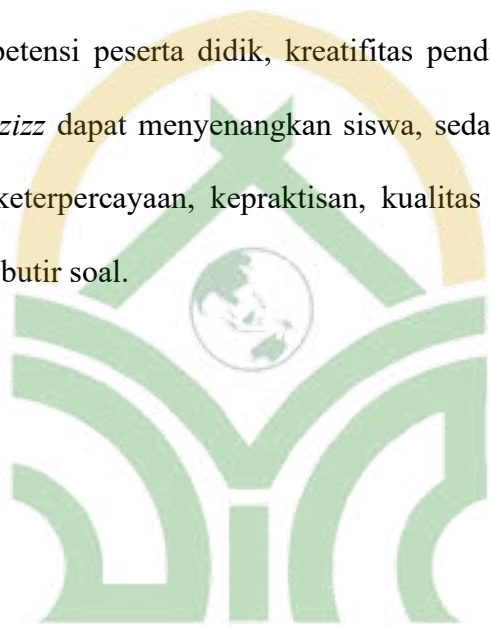 petensi peserta didik, kreatifitas pend
zizz dapat menyenangkan siswa, seda
keterpercayaan, kepraktisan, kualitas
butir soal.